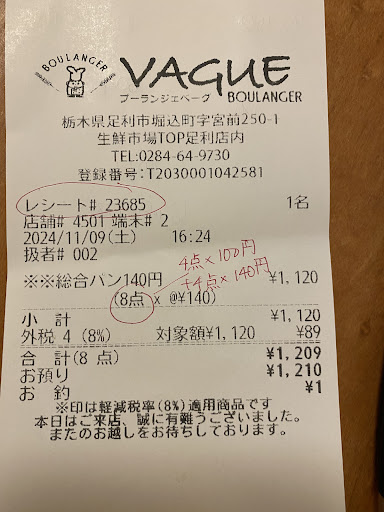 BOULANGER
VAGUE
ブーランジェベーグ BOULANGER
栃木県足利市堀込町字宮前250-1
生鮮市場TOP足利店内
TEL:0284-64-9730
登録番号:T2030001042581
レシート# 23685 1名
店舗# 4501 端末# 2
2024/11/09(土) 16:24
扱者# 002
4点×100円
+4点×140円
※※総合パン140円 ¥1,120
(8点 x @¥140)
小 計 ¥1,120
外税 4 (8%) 対象額¥1,120 ¥89
合 計(8 点) ¥1,209
お預り ¥1,210
お 釣 ¥1
※印は軽減税率(8%)適用商品です
本日はご来店、誠に有難うございました。
またのお越しをお待ちしております。